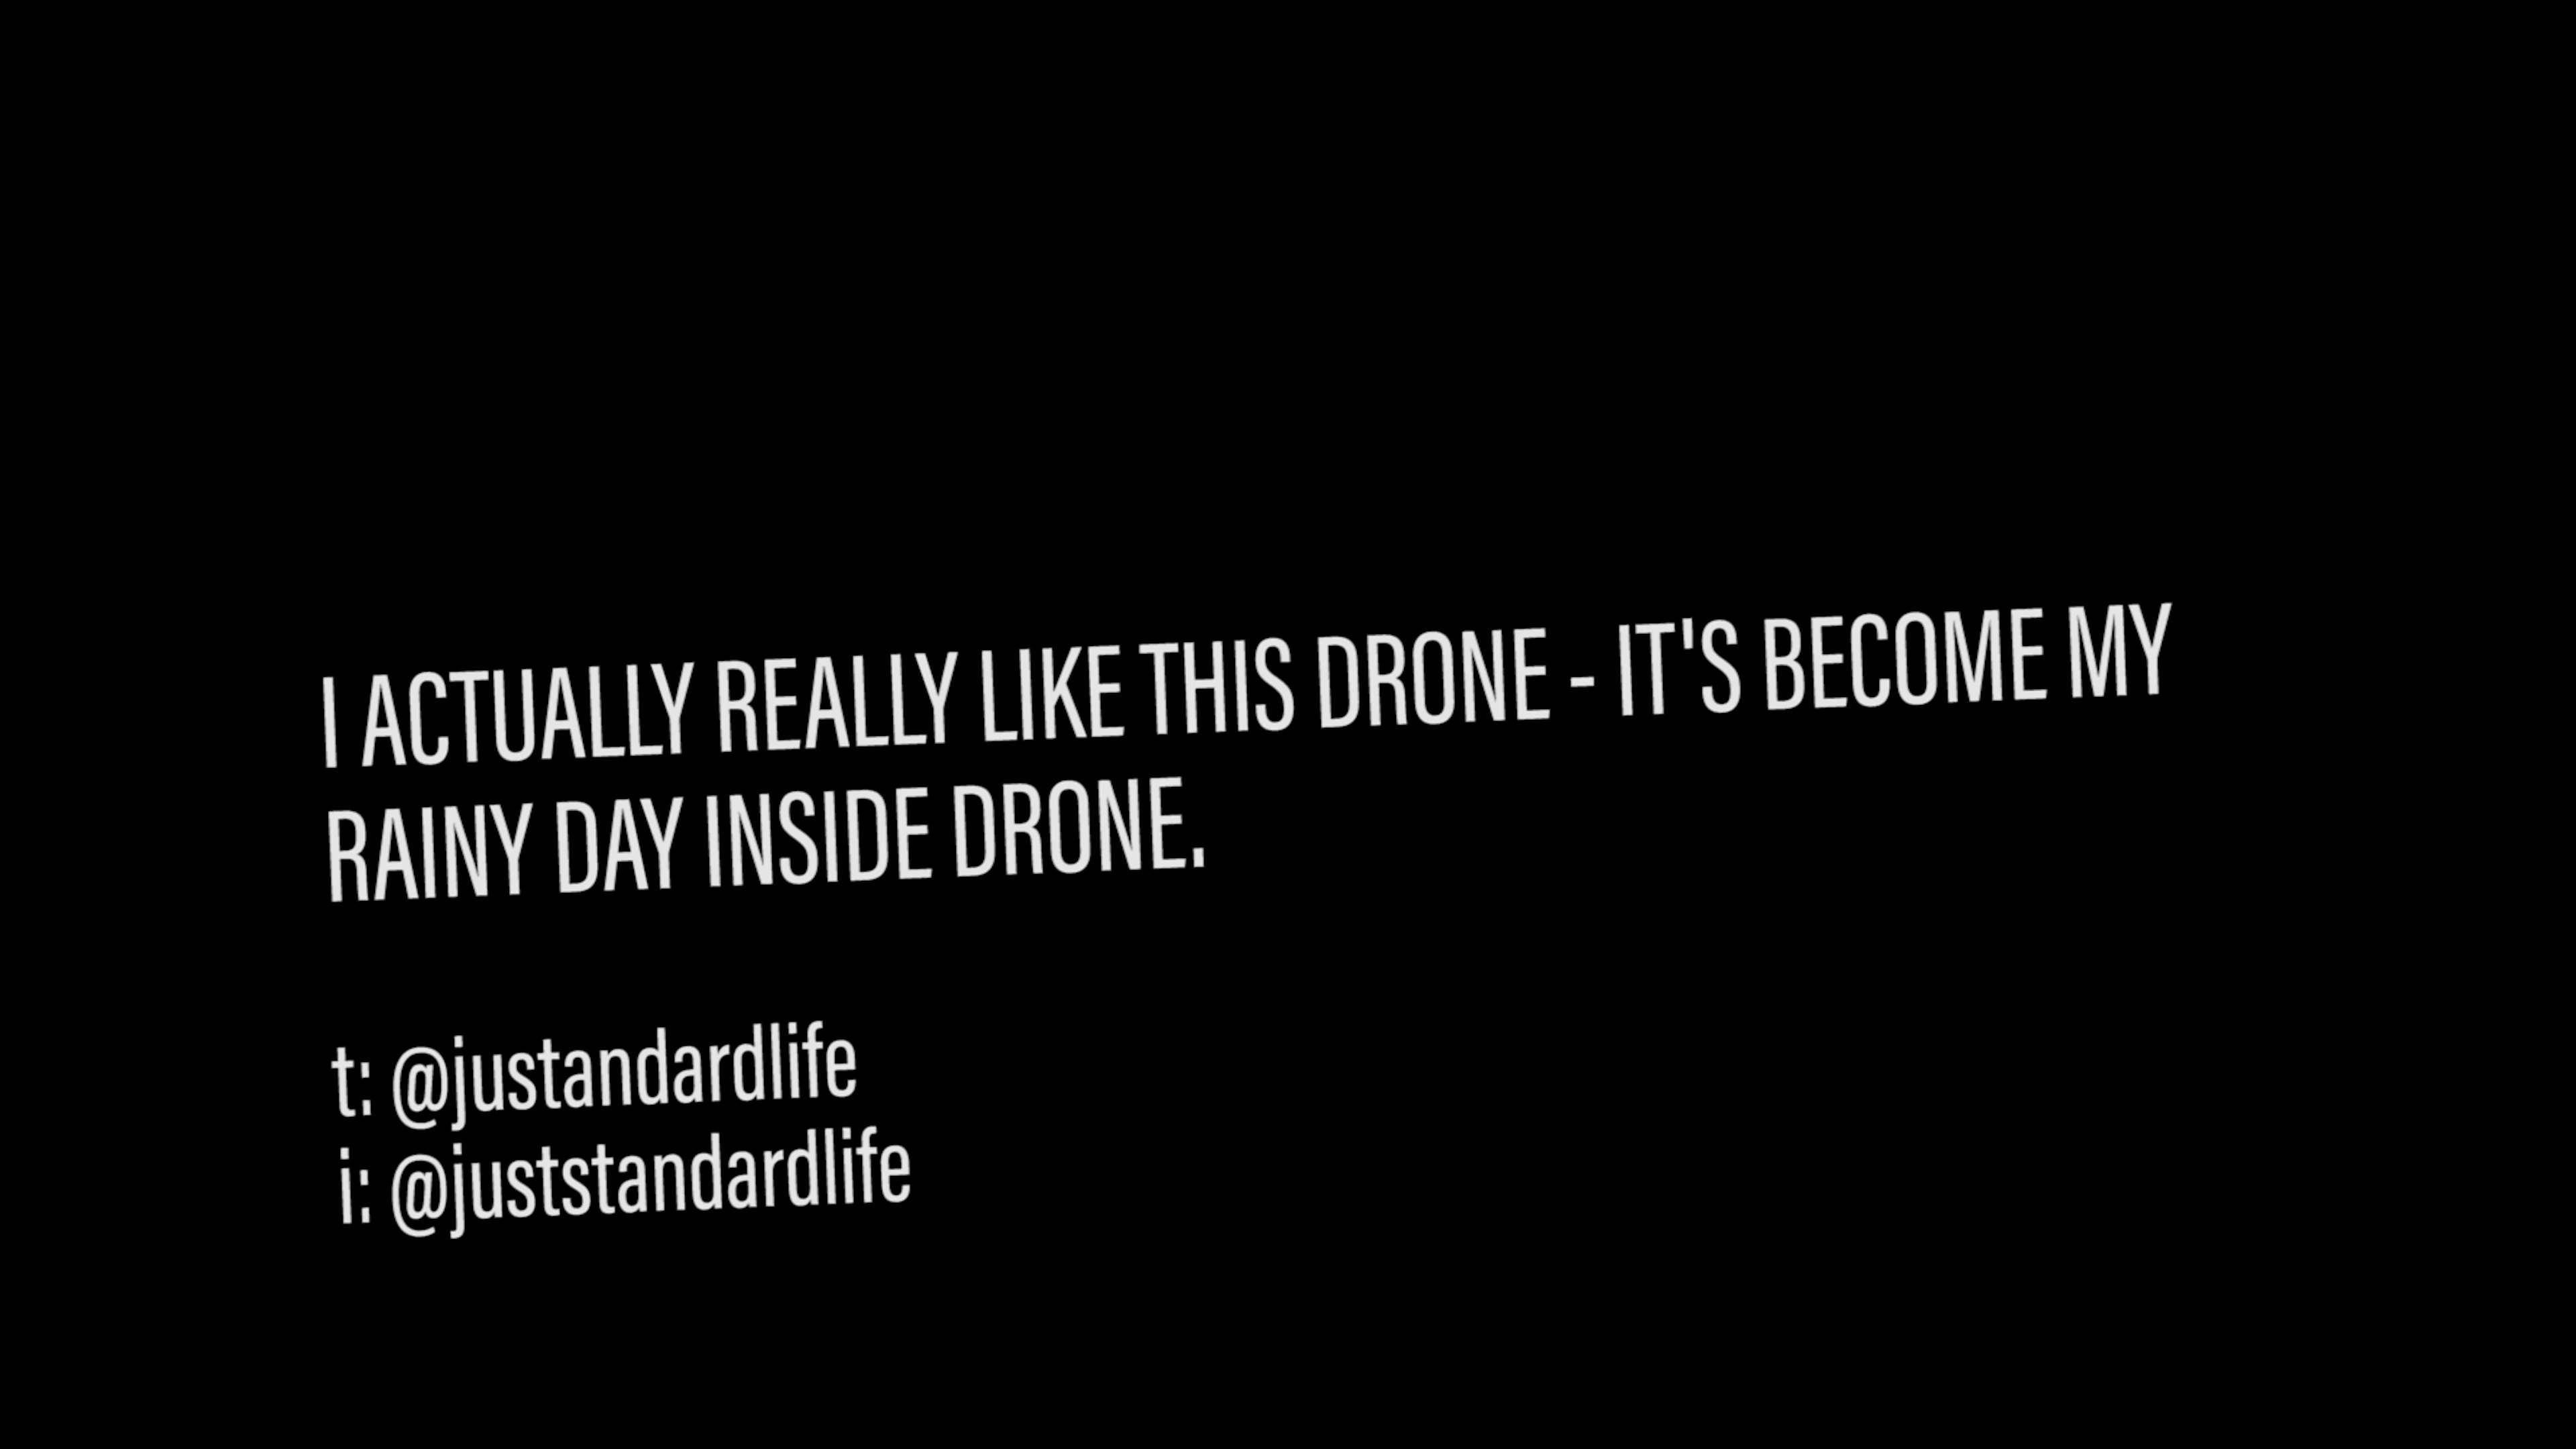 I ACTUALLY REALLY LIKE THIS DRONE - IT'S BECOME MY
RAINY DAY INSIDE DRONE.
t: @justandardlife
i: @juststandardlife